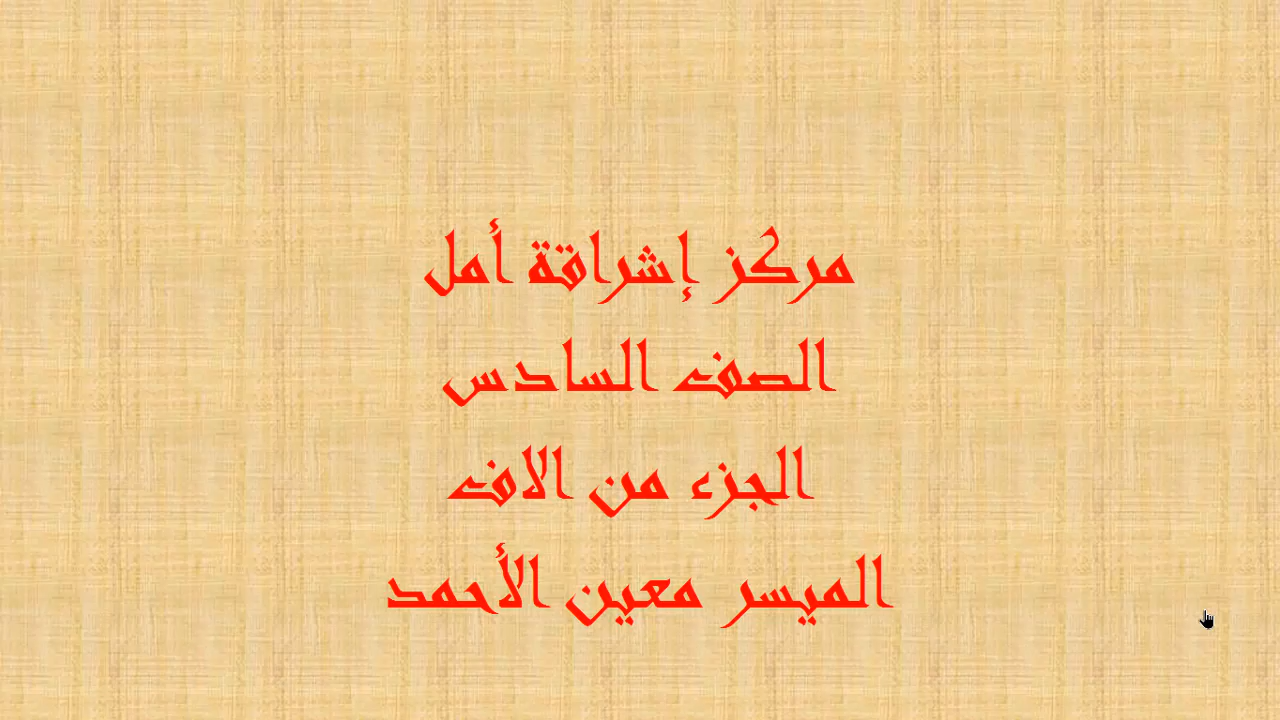 مركز إشراقة أمل
الصف السادس
الجزء من الاف
الميسر معين الأحمد